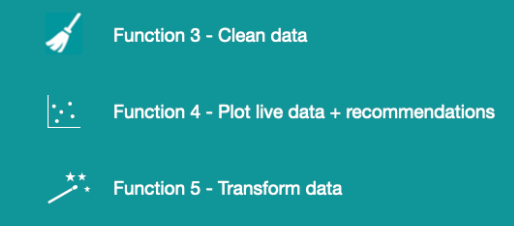 Function 3 - Clean data
Function 4 - Plot live data + recommendations
Function 5 - Transform data